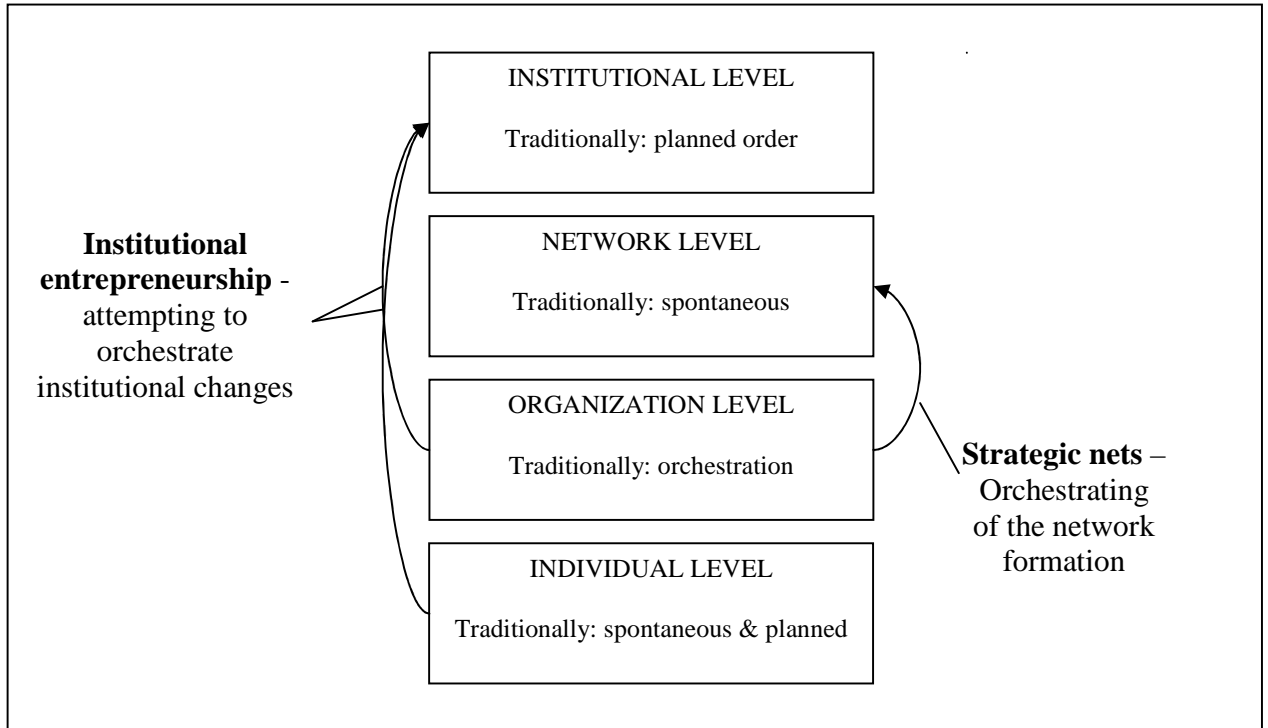 INSTITUTIONAL LEVEL
Traditionally: planned order
NETWORK LEVEL
Traditionally: spontaneous
ORGANIZATION LEVEL
Traditionally: orchestration
INDIVIDUAL LEVEL
Traditionally: spontaneous & planned
Institutional
entrepreneurship -
attempting to
orchestrate
institutional changes
Strategic nets –
Orchestrating
of the network
formation